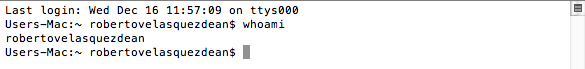 Last login: Wed Dec 16 11:57:09 on ttys000
Users-Mac:~ robertovelasquezdean$ whoami
robertovelasquezdean
Users-Mac:~ robertovelasquezdean$